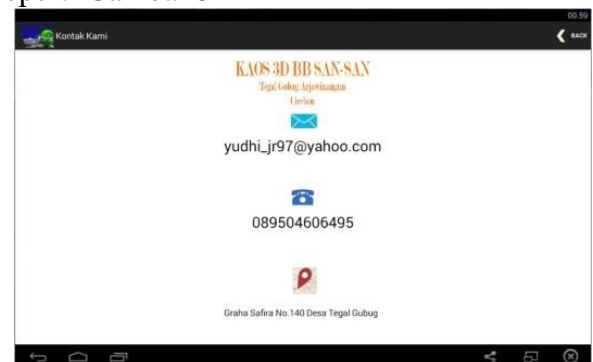 00.59
Kontak Kami
BACK
KAOS 3D BB SAN-SAN
Tegal Gubug Arjawinangun
Cirebon
yudhi_jr97@yahoo.com
089504606495
Graha Safira No.140 Desa Tegal Gubug